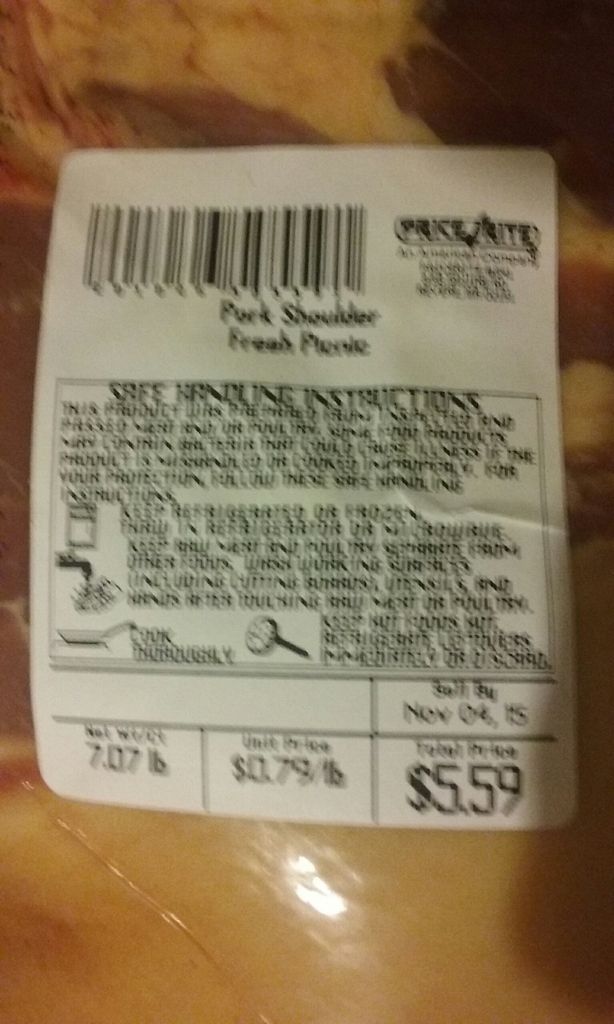 PRICE RITE
Pork Shoulder
Fresh Picnic
SAFE HANDLING INSTRUCTIONS
THIS PRODUCT WAS PREPARED FROM INSPECTED AND
PASSED MEAT AND/OR POULTRY. SOME FOOD PRODUCTS
MAY CONTAIN BACTERIA THAT COULD CAUSE ILLNESS IF THE
PRODUCT IS MISHANDLED OR COOKED IMPROPERLY. FOR
YOUR PROTECTION, FOLLOW THESE SAFE HANDLING
INSTRUCTIONS.
KEEP REFRIGERATED OR FROZEN.
THAW IN REFRIGERATOR OR MICROWAVE.
KEEP RAW MEAT AND POULTRY SEPARATE FROM
OTHER FOODS. WASH WORKING SURFACES
(INCLUDING CUTTING BOARDS), UTENSILS, AND
HANDS AFTER TOUCHING RAW MEAT OR POULTRY.
COOK
THOROUGHLY.
KEEP HOT FOODS HOT.
REFRIGERATE LEFTOVERS
IMMEDIATELY OR DISCARD.
Sell By
Nov 04, 15
Net Wt/Ct
7.07 lb
Unit Price
$0.79/lb
Total Price
$5.59